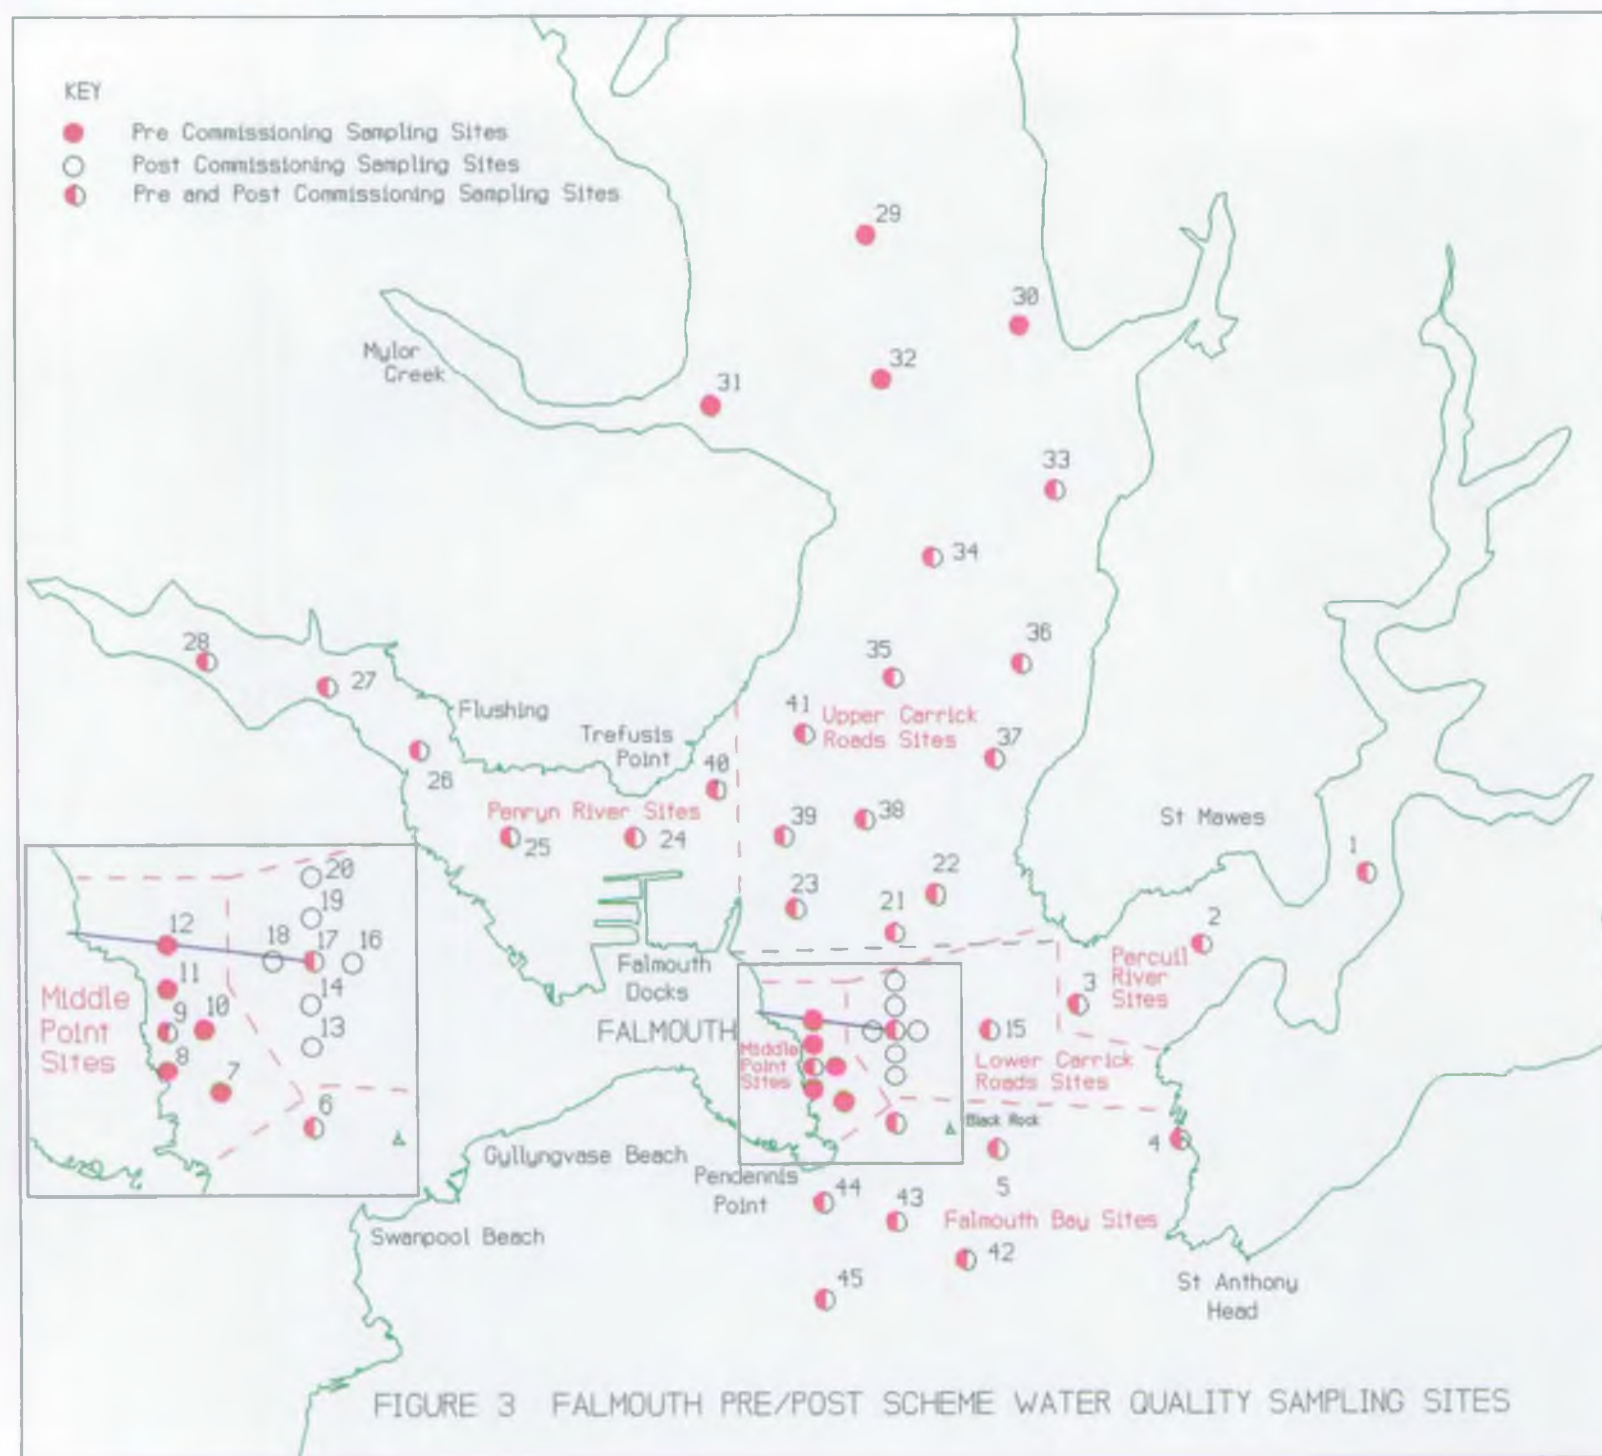 KEY
Pre Commissioning Sampling Sites
Post Commissioning Sampling Sites
Pre and Post Commissioning Sampling Sites
29
30
Mylor
Creek
32
31
33
34
28
27
36
35
Flushing
41
Upper Carrick
Roads Sites
Trefusis
Point
37
40
26
Penryn River Sites
39
38
St Mawes
25
24
1
22
23
21
2
Percuil
River
Sites
3
20
19
12
18
17
16
11
Middle
Point
Sites
10
14
9
13
8
7
6
Falmouth
Docks
FALMOUTH
Middle
Point
Sites
15
Lower Carrick
Roads Sites
Black Rock
4
5
Gyllyngvase Beach
Pendennis
Point
44
43
Falmouth Bay Sites
Swanpool Beach
42
45
St Anthony
Head
FIGURE 3 FALMOUTH PRE/POST SCHEME WATER QUALITY SAMPLING SITES